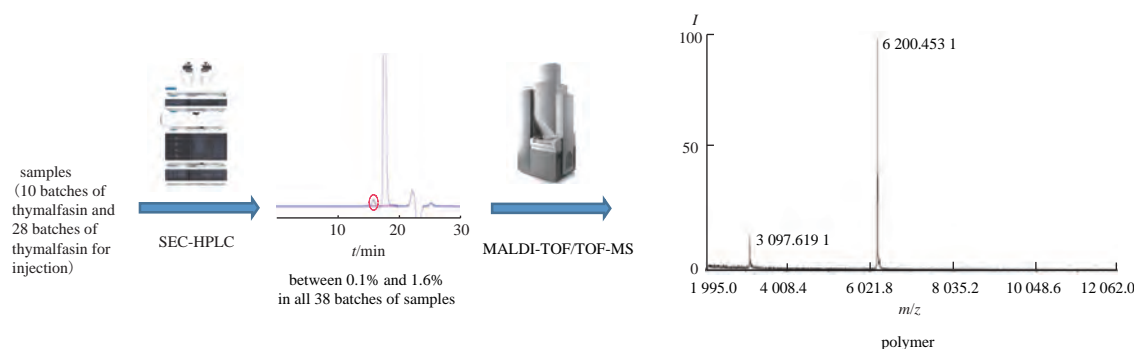 samples
（10 batches of
thymalfasin and
28 batches of
thymalfasin for
injection）
SEC-HPLC
10
20
30
t/min
between 0.1% and 1.6%
in all 38 batches of samples
MALDI-TOF/TOF-MS
I
100
50
0
6 200.453 1
3 097.619 1
1 995.0
4 008.4
6 021.8
8 035.2
10 048.6
12 062.0
m/z
polymer